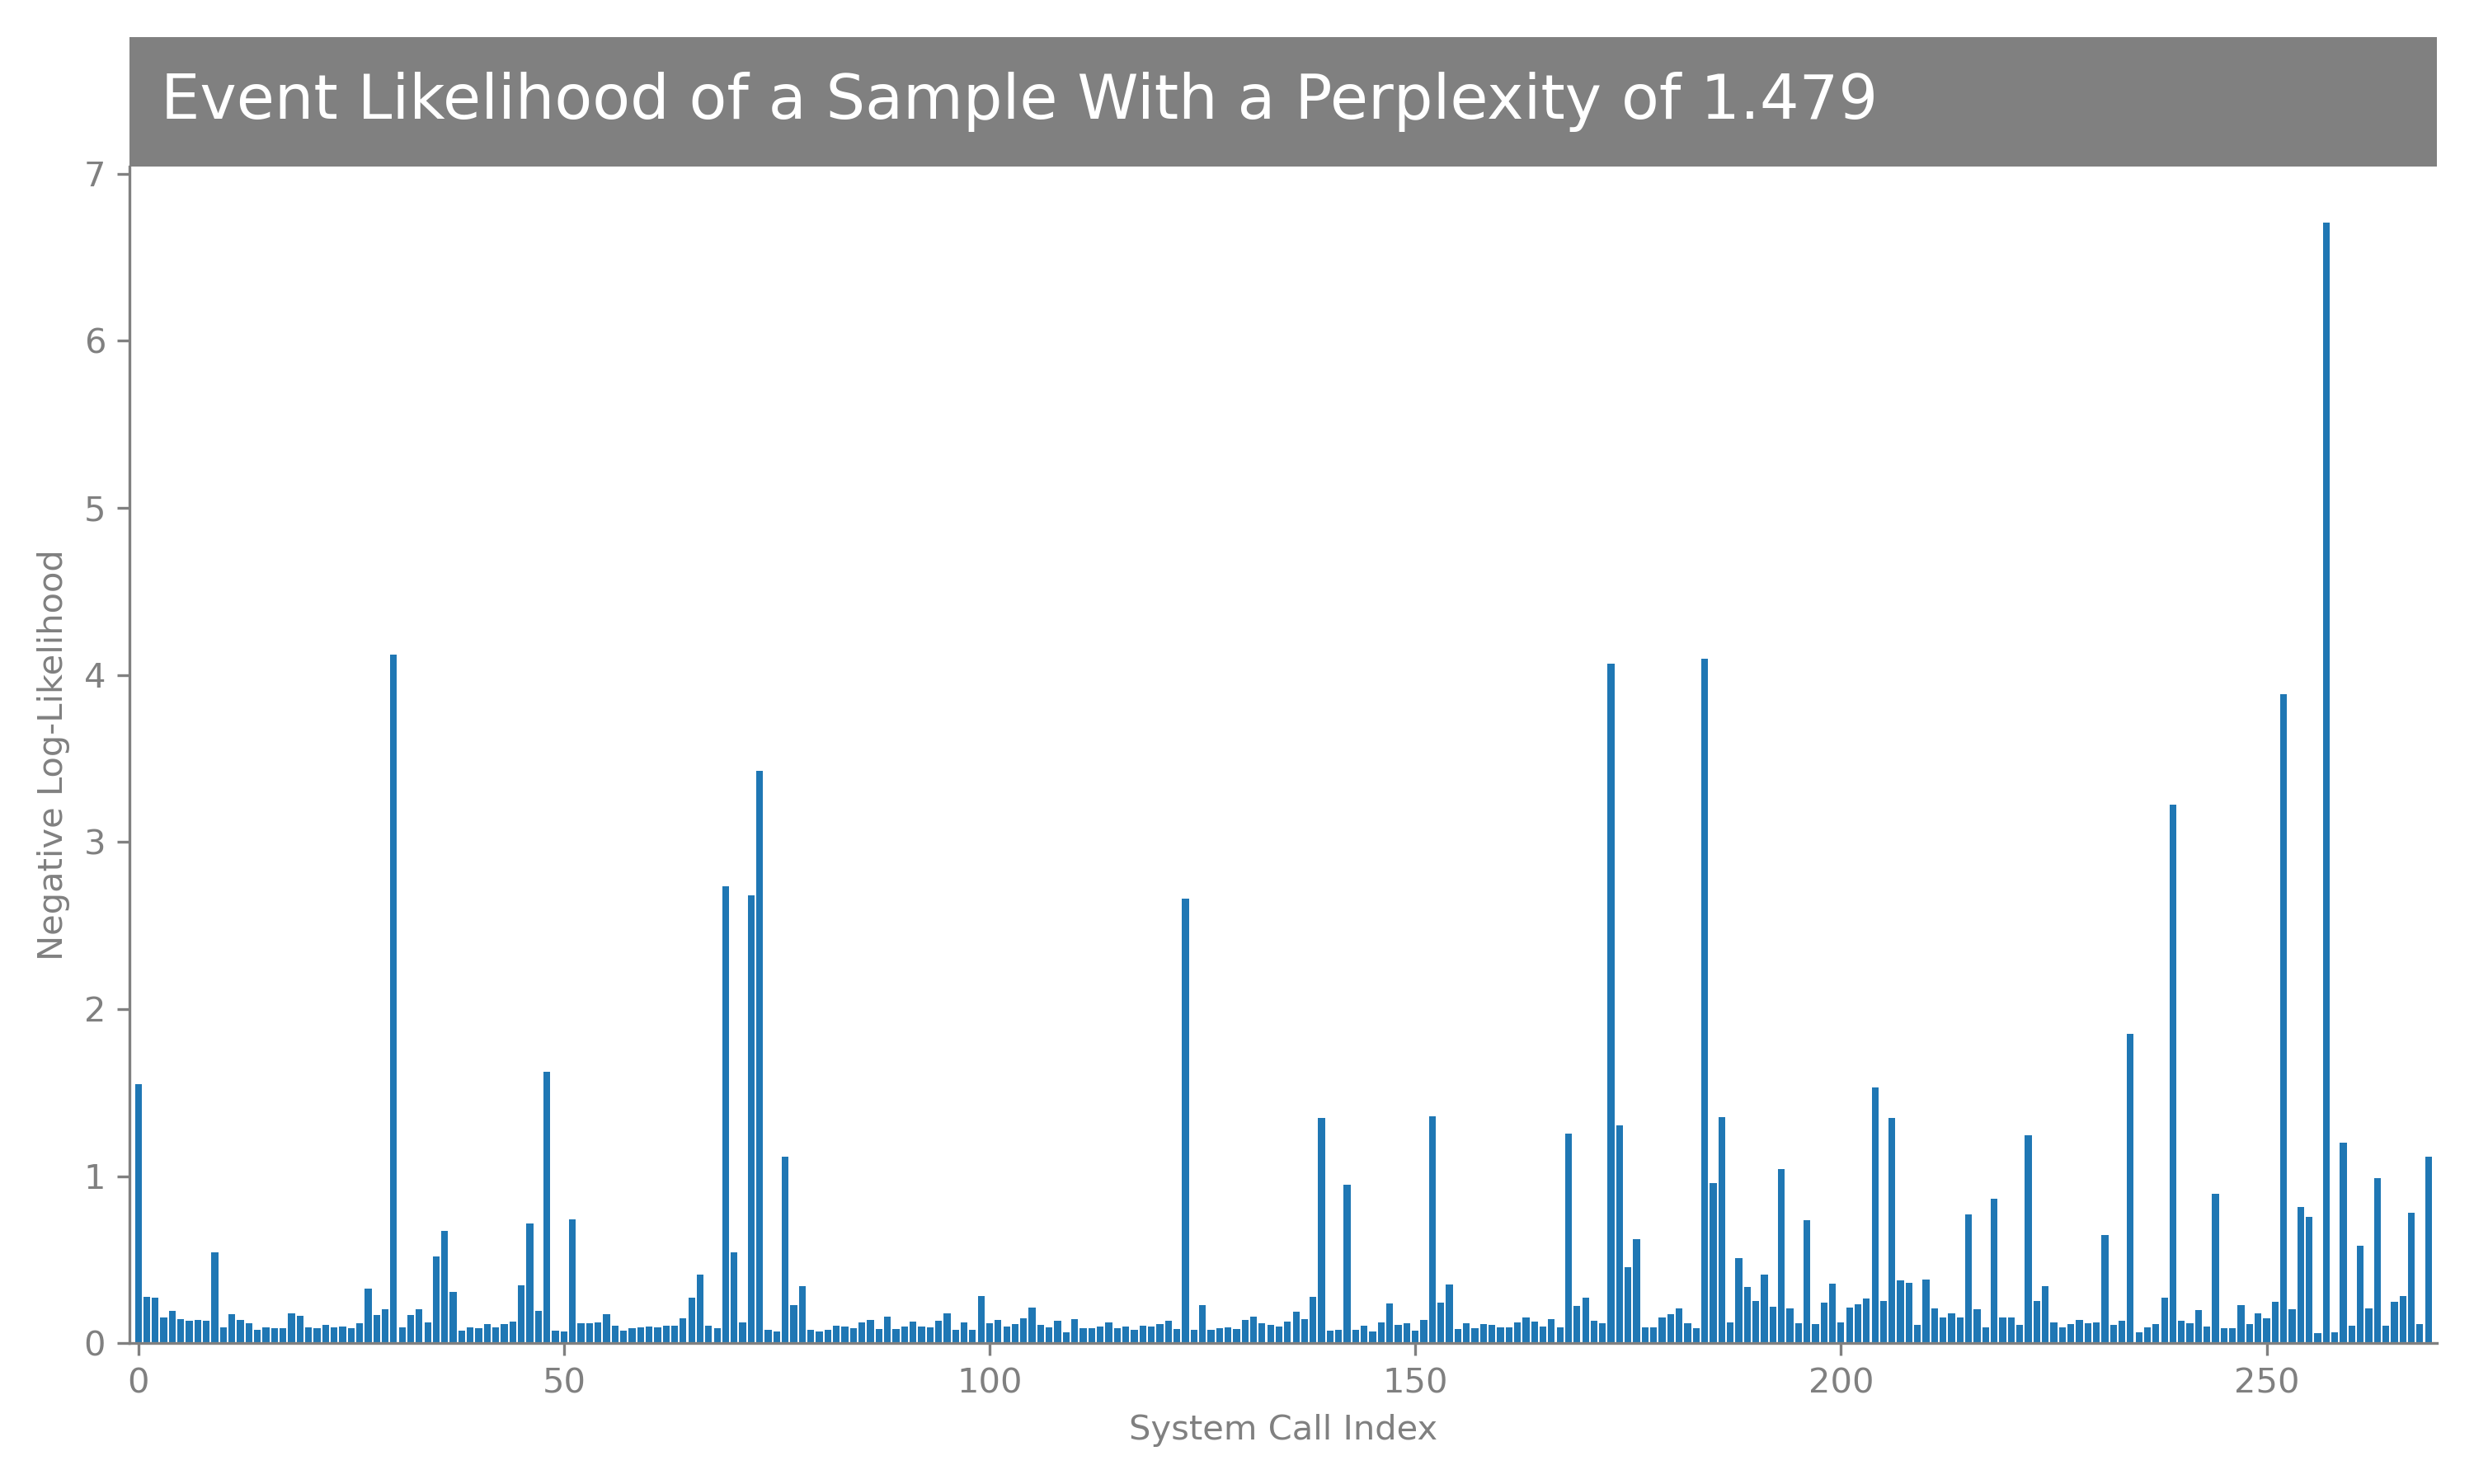 Event Likelihood of a Sample With a Perplexity of 1.479
7
6
5
4
3
2
1
0
Negative Log-Likelihood
0 50 100 150 200 250
System Call Index